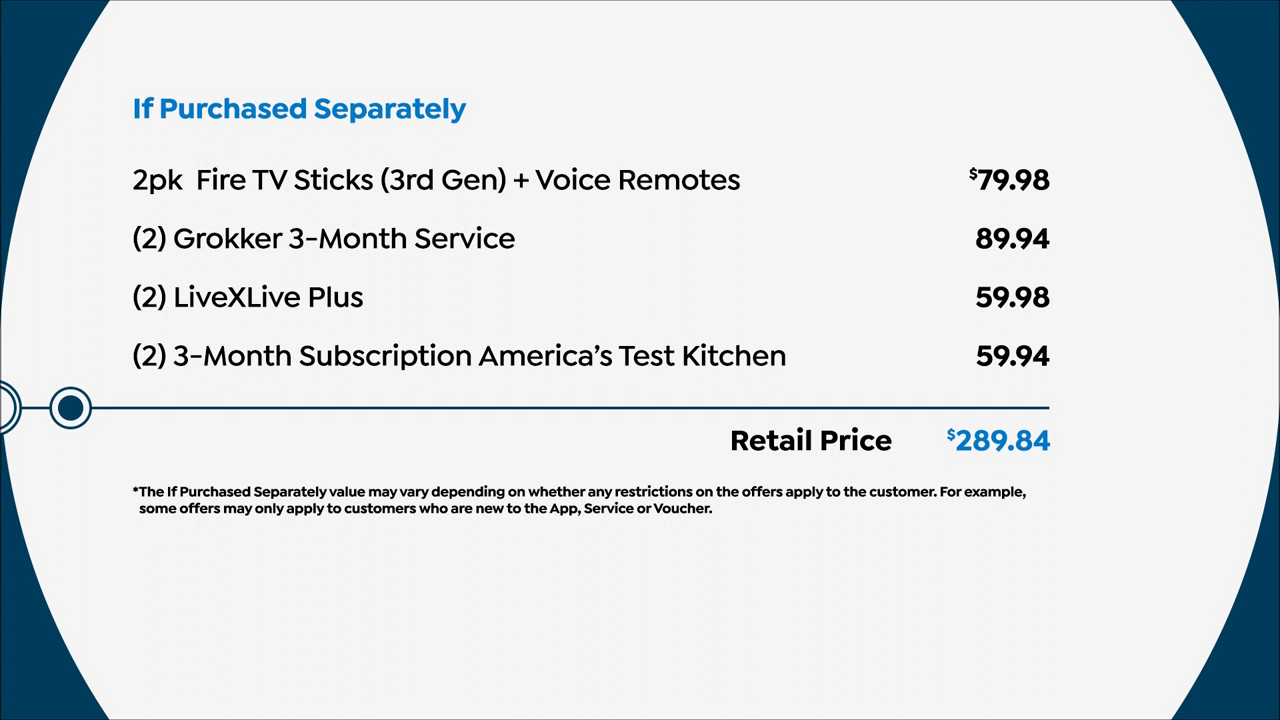 If Purchased Separately
2pk Fire TV Sticks (3rd Gen) + Voice Remotes $79.98
(2) Grokker 3-Month Service 89.94
(2) LiveXLive Plus 59.98
(2) 3-Month Subscription America's Test Kitchen 59.94
Retail Price $289.84
*The If Purchased Separately value may vary depending on whether any restrictions on the offers apply to the customer. For example,
some offers may only apply to customers who are new to the App, Service or Voucher.